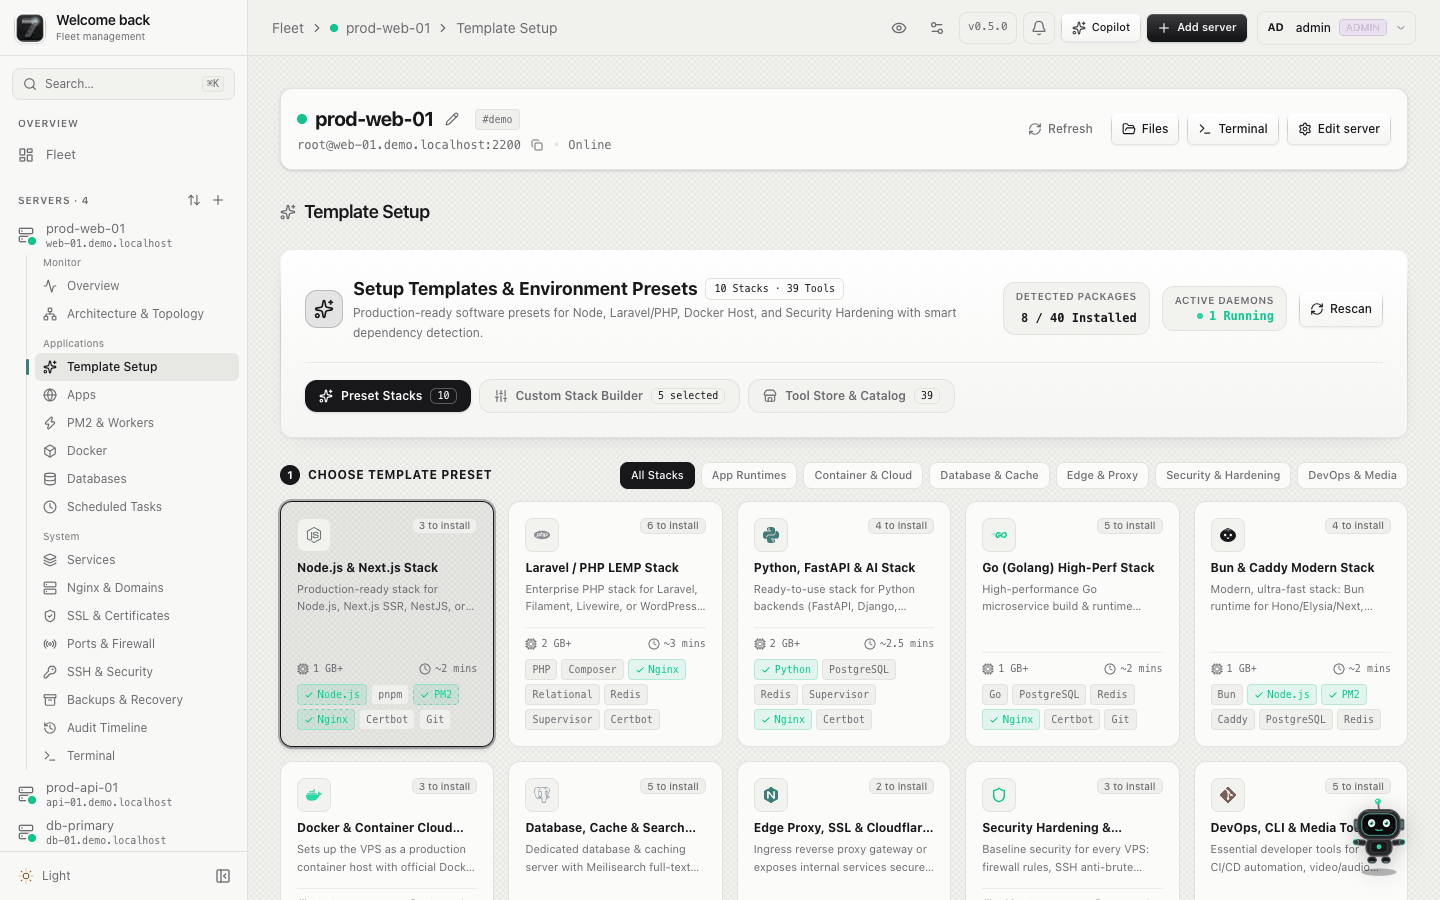 Welcome back
Fleet management
Search...
⌘K
OVERVIEW
Fleet
SERVERS · 4
prod-web-01
web-01.demo.localhost
Monitor
Overview
Architecture & Topology
Applications
Template Setup
Apps
PM2 & Workers
Docker
Databases
Scheduled Tasks
System
Services
Nginx & Domains
SSL & Certificates
Ports & Firewall
SSH & Security
Backups & Recovery
Audit Timeline
Terminal
prod-api-01
api-01.demo.localhost
db-primary
db-01.demo.localhost
Light
Fleet > prod-web-01 > Template Setup
v0.5.0
Copilot
Add server
AD admin ADMIN
prod-web-01 #demo
root@web-01.demo.localhost:2200 • Online
Refresh
Files
Terminal
Edit server
Template Setup
Setup Templates & Environment Presets 10 Stacks · 39 Tools
Production-ready software presets for Node, Laravel/PHP, Docker Host, and Security Hardening with smart
dependency detection.
DETECTED PACKAGES
8 / 40 Installed
ACTIVE DAEMONS
1 Running
Rescan
Preset Stacks 10
Custom Stack Builder 5 selected
Tool Store & Catalog 39
1 CHOOSE TEMPLATE PRESET
All Stacks
App Runtimes
Container & Cloud
Database & Cache
Edge & Proxy
Security & Hardening
DevOps & Media
3 to install
Node.js & Next.js Stack
Production-ready stack for
Node.js, Next.js SSR, NestJS, or...
1 GB+ ~2 mins
Node.js pnpm PM2
Nginx Certbot Git
php
6 to install
Laravel / PHP LEMP Stack
Enterprise PHP stack for Laravel,
Filament, Livewire, or WordPress...
2 GB+ ~3 mins
PHP Composer Nginx
Relational Redis
Supervisor Certbot
4 to install
Python, FastAPI & AI Stack
Ready-to-use stack for Python
backends (FastAPI, Django,...
2 GB+ ~2.5 mins
Python PostgreSQL
Redis Supervisor
Nginx Certbot
GO
5 to install
Go (Golang) High-Perf Stack
High-performance Go
microservice build & runtime...
1 GB+ ~2 mins
Go PostgreSQL Redis
Nginx Certbot Git
4 to install
Bun & Caddy Modern Stack
Modern, ultra-fast stack: Bun
runtime for Hono/Elysia/Next,...
1 GB+ ~2 mins
Bun Node.js PM2
Caddy PostgreSQL Redis
3 to install
Docker & Container Cloud...
Sets up the VPS as a production
container host with official Dock...
5 to install
Database, Cache & Search...
Dedicated database & caching
server with Meilisearch full-text...
2 to install
Edge Proxy, SSL & Cloudflar...
Ingress reverse proxy gateway or
exposes internal services secure...
3 to install
Security Hardening &...
Baseline security for every VPS:
firewall rules, SSH anti-brute...
5 to install
DevOps, CLI & Media To
Essential developer tools for
CI/CD automation, video/audio...